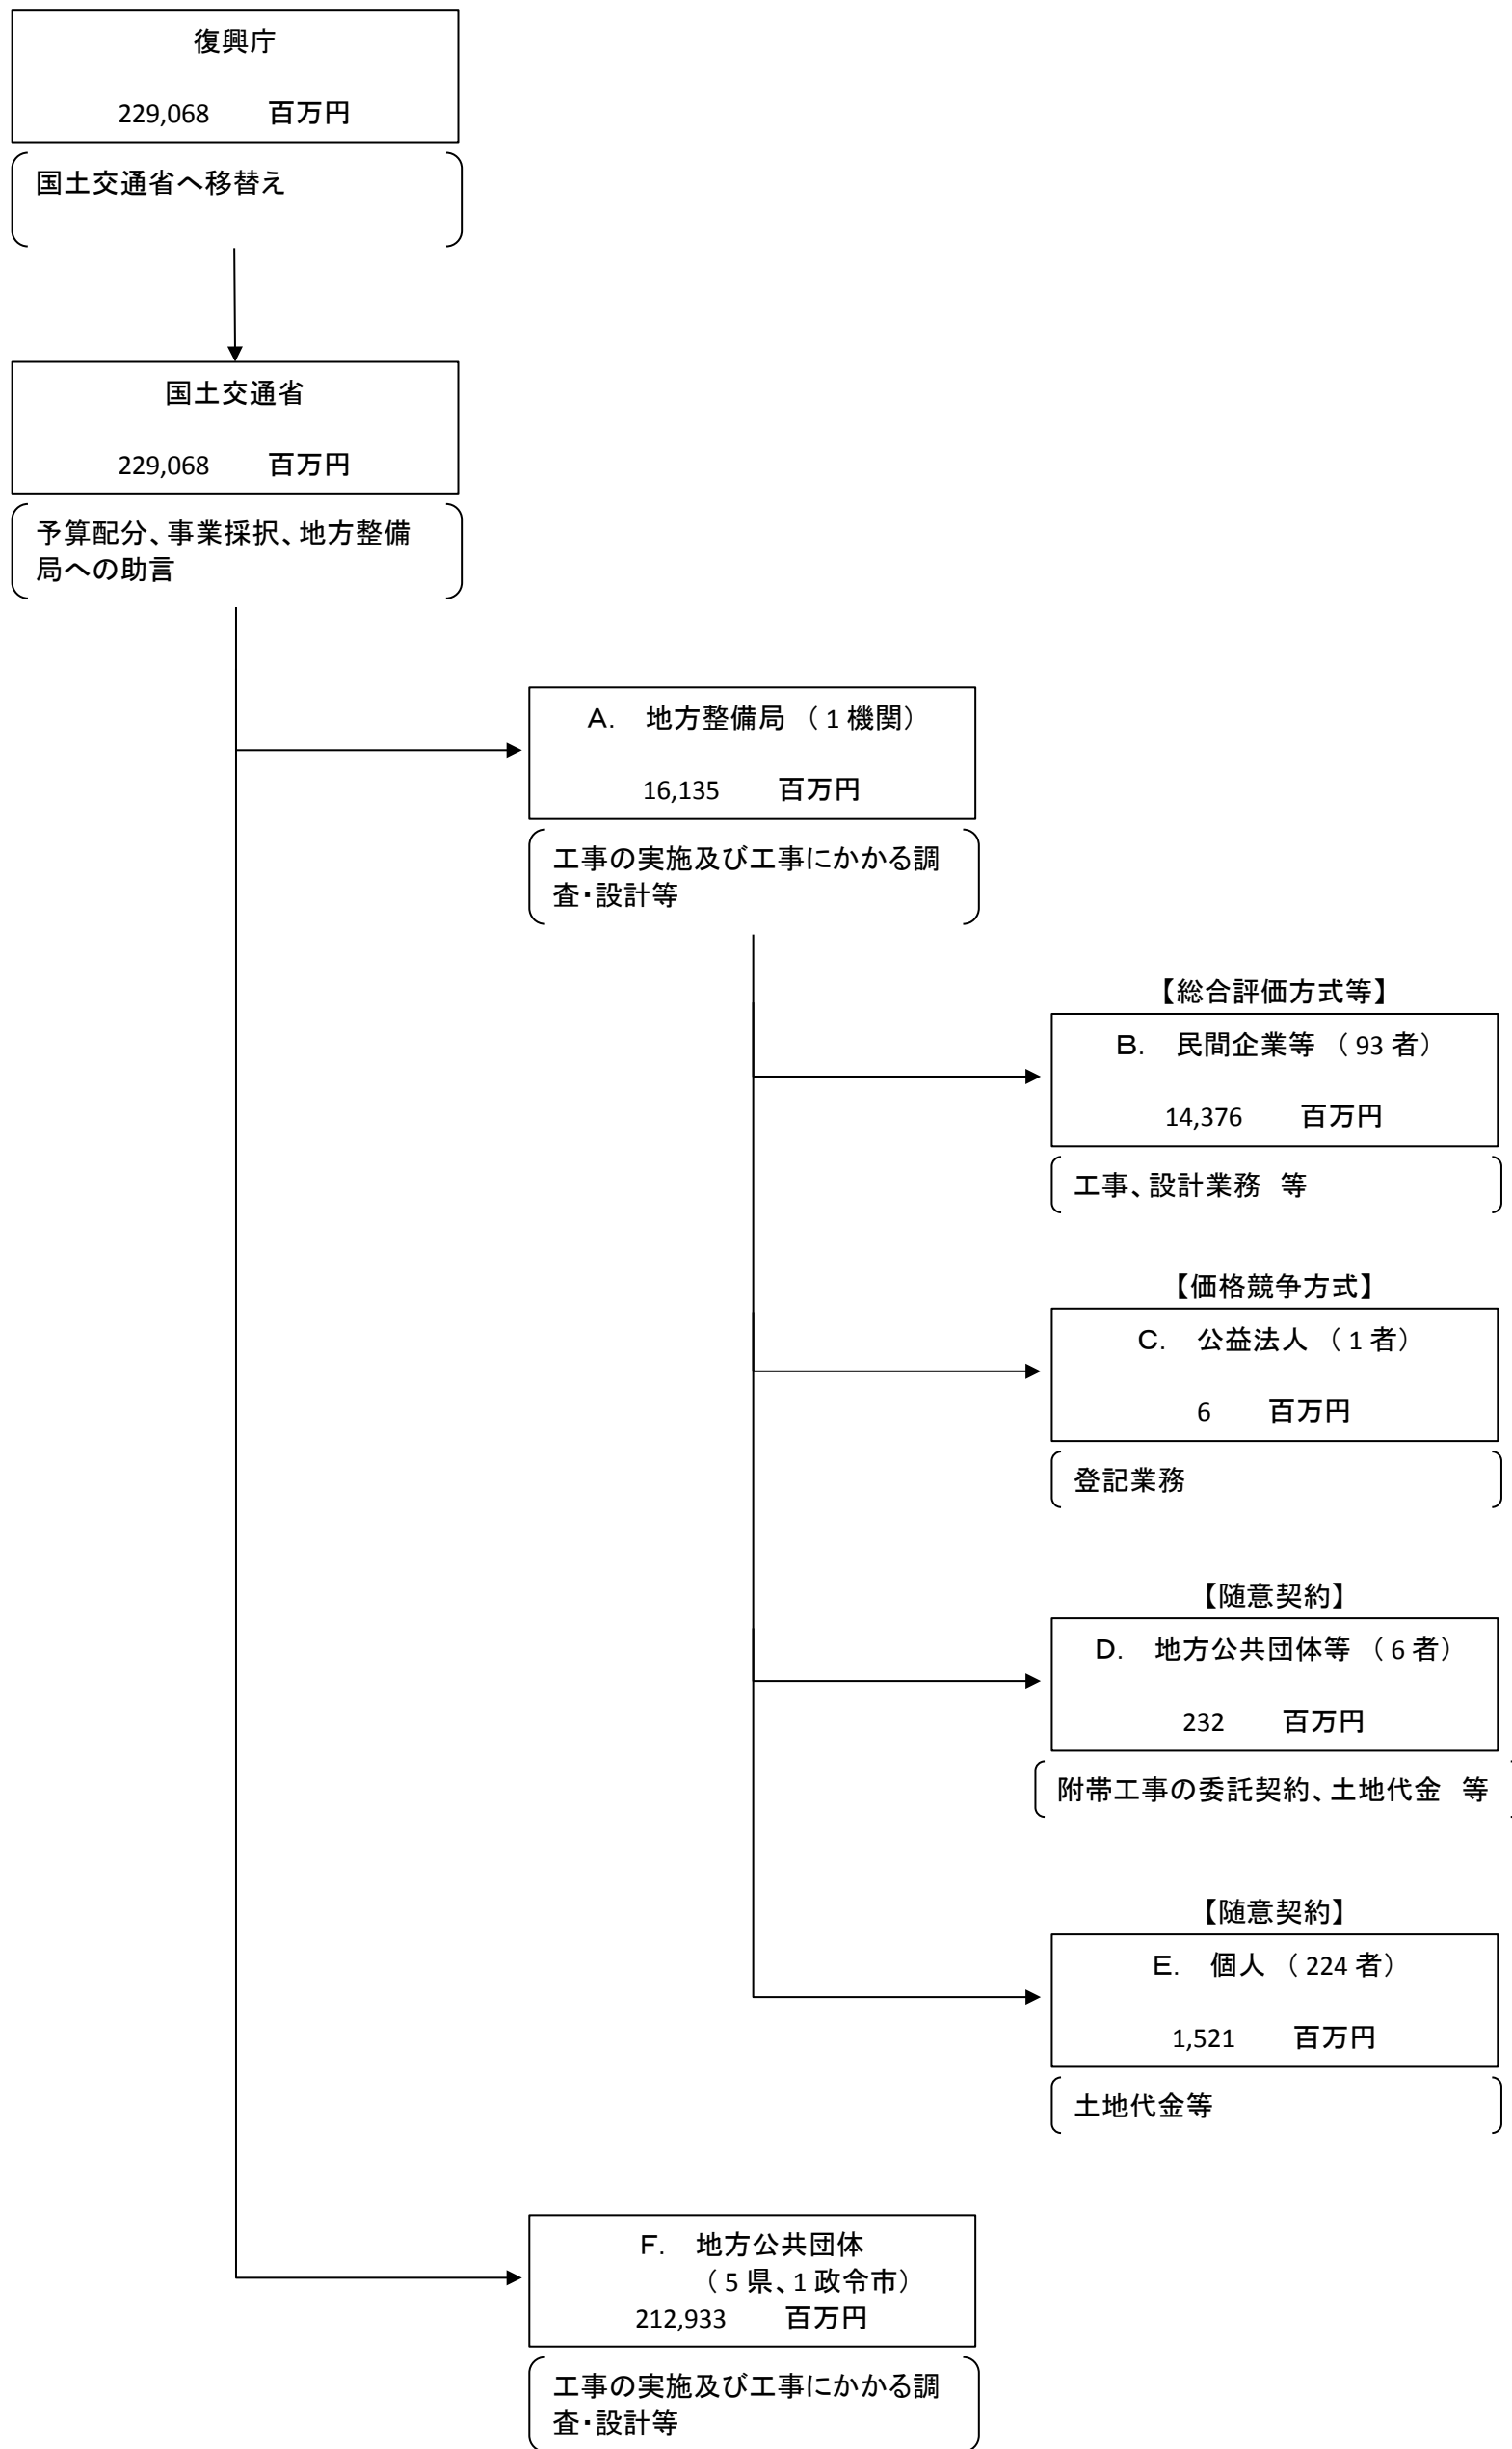 復興庁
229,068 百万円
国土交通省へ移替え
国土交通省
229,068 百万円
予算配分、事業採択、地方整備
局への助言
A. 地方整備局 （ 1 機関）
16,135 百万円
工事の実施及び工事にかかる調
査・設計等
【総合評価方式等】
B. 民間企業等 （ 93 者）
14,376 百万円
工事、設計業務 等
【価格競争方式】
C. 公益法人 （ 1 者）
6 百万円
登記業務
【随意契約】
D. 地方公共団体等 （ 6 者）
232 百万円
附帯工事の委託契約、土地代金 等
【随意契約】
E. 個人 （ 224 者）
1,521 百万円
土地代金等
F. 地方公共団体
（ 5 県、1 政令市）
212,933 百万円
工事の実施及び工事にかかる調
査・設計等